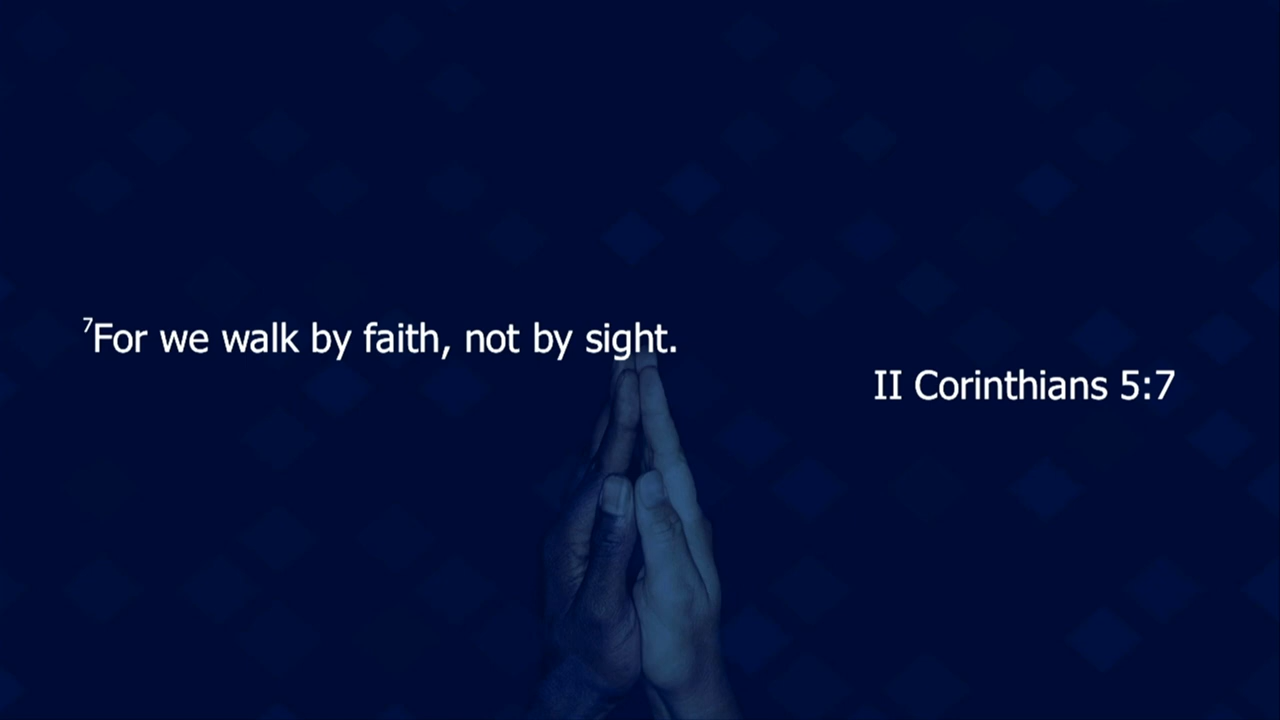 ⁷For we walk by faith, not by sight.
II Corinthians 5:7